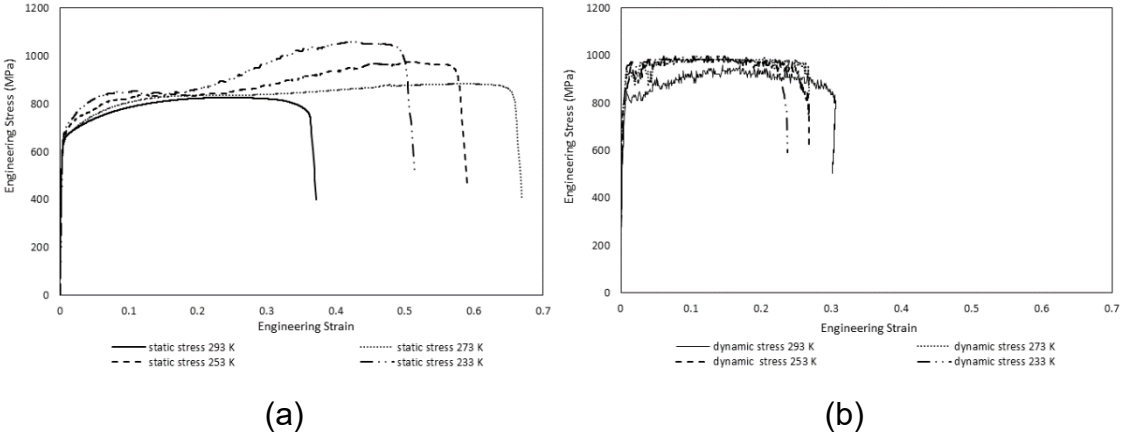 1200
1000
800
600
400
200
0
Engineering Stress (MPa)
0 0.1 0.2 0.3 0.4 0.5 0.6 0.7
Engineering Strain
static stress 293 K static stress 273 K
static stress 253 K static stress 233 K
(a)
1200
1000
800
600
400
200
0
Engineering Stress (MPa)
0 0.1 0.2 0.3 0.4 0.5 0.6 0.7
Engineering Strain
dynamic stress 293 K dynamic stress 273 K
dynamic stress 253 K dynamic stress 233 K
(b)